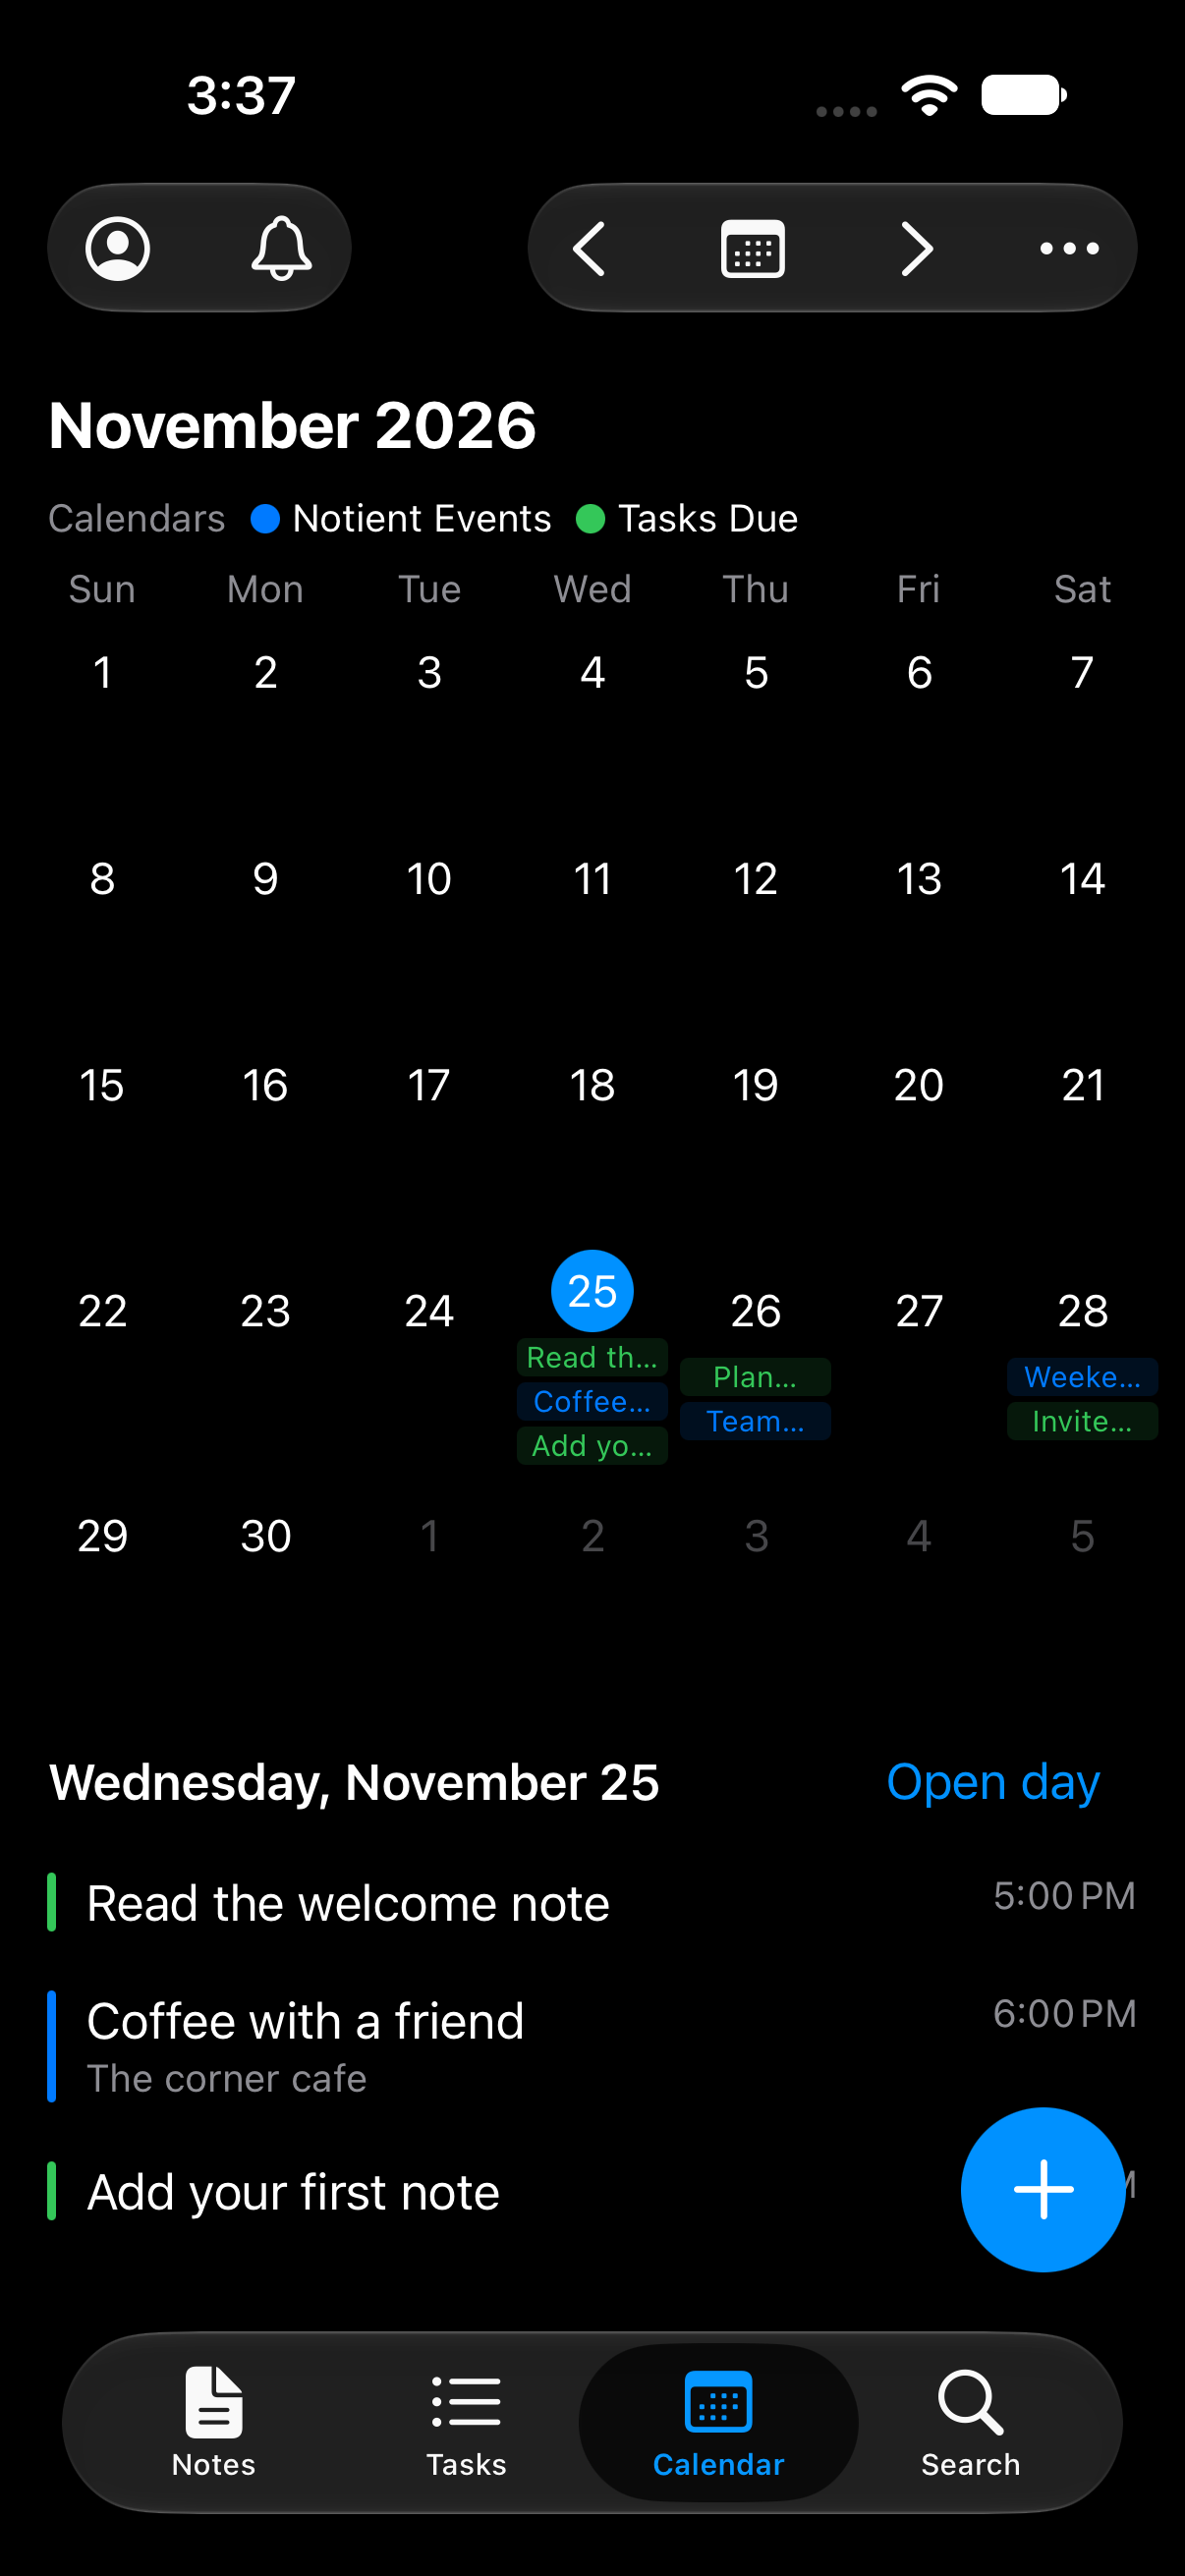 3:37
November 2026
Calendars Notient Events Tasks Due
Sun Mon Tue Wed Thu Fri Sat
1 2 3 4 5 6 7
8 9 10 11 12 13 14
15 16 17 18 19 20 21
22 23 24 25 26 27 28
Read th... Plan... Weeke...
Coffee... Team... Invite...
Add yo...
29 30 1 2 3 4 5
Wednesday, November 25 Open day
Read the welcome note 5:00 PM
Coffee with a friend 6:00 PM
The corner cafe
Add your first note
Notes Tasks Calendar Search